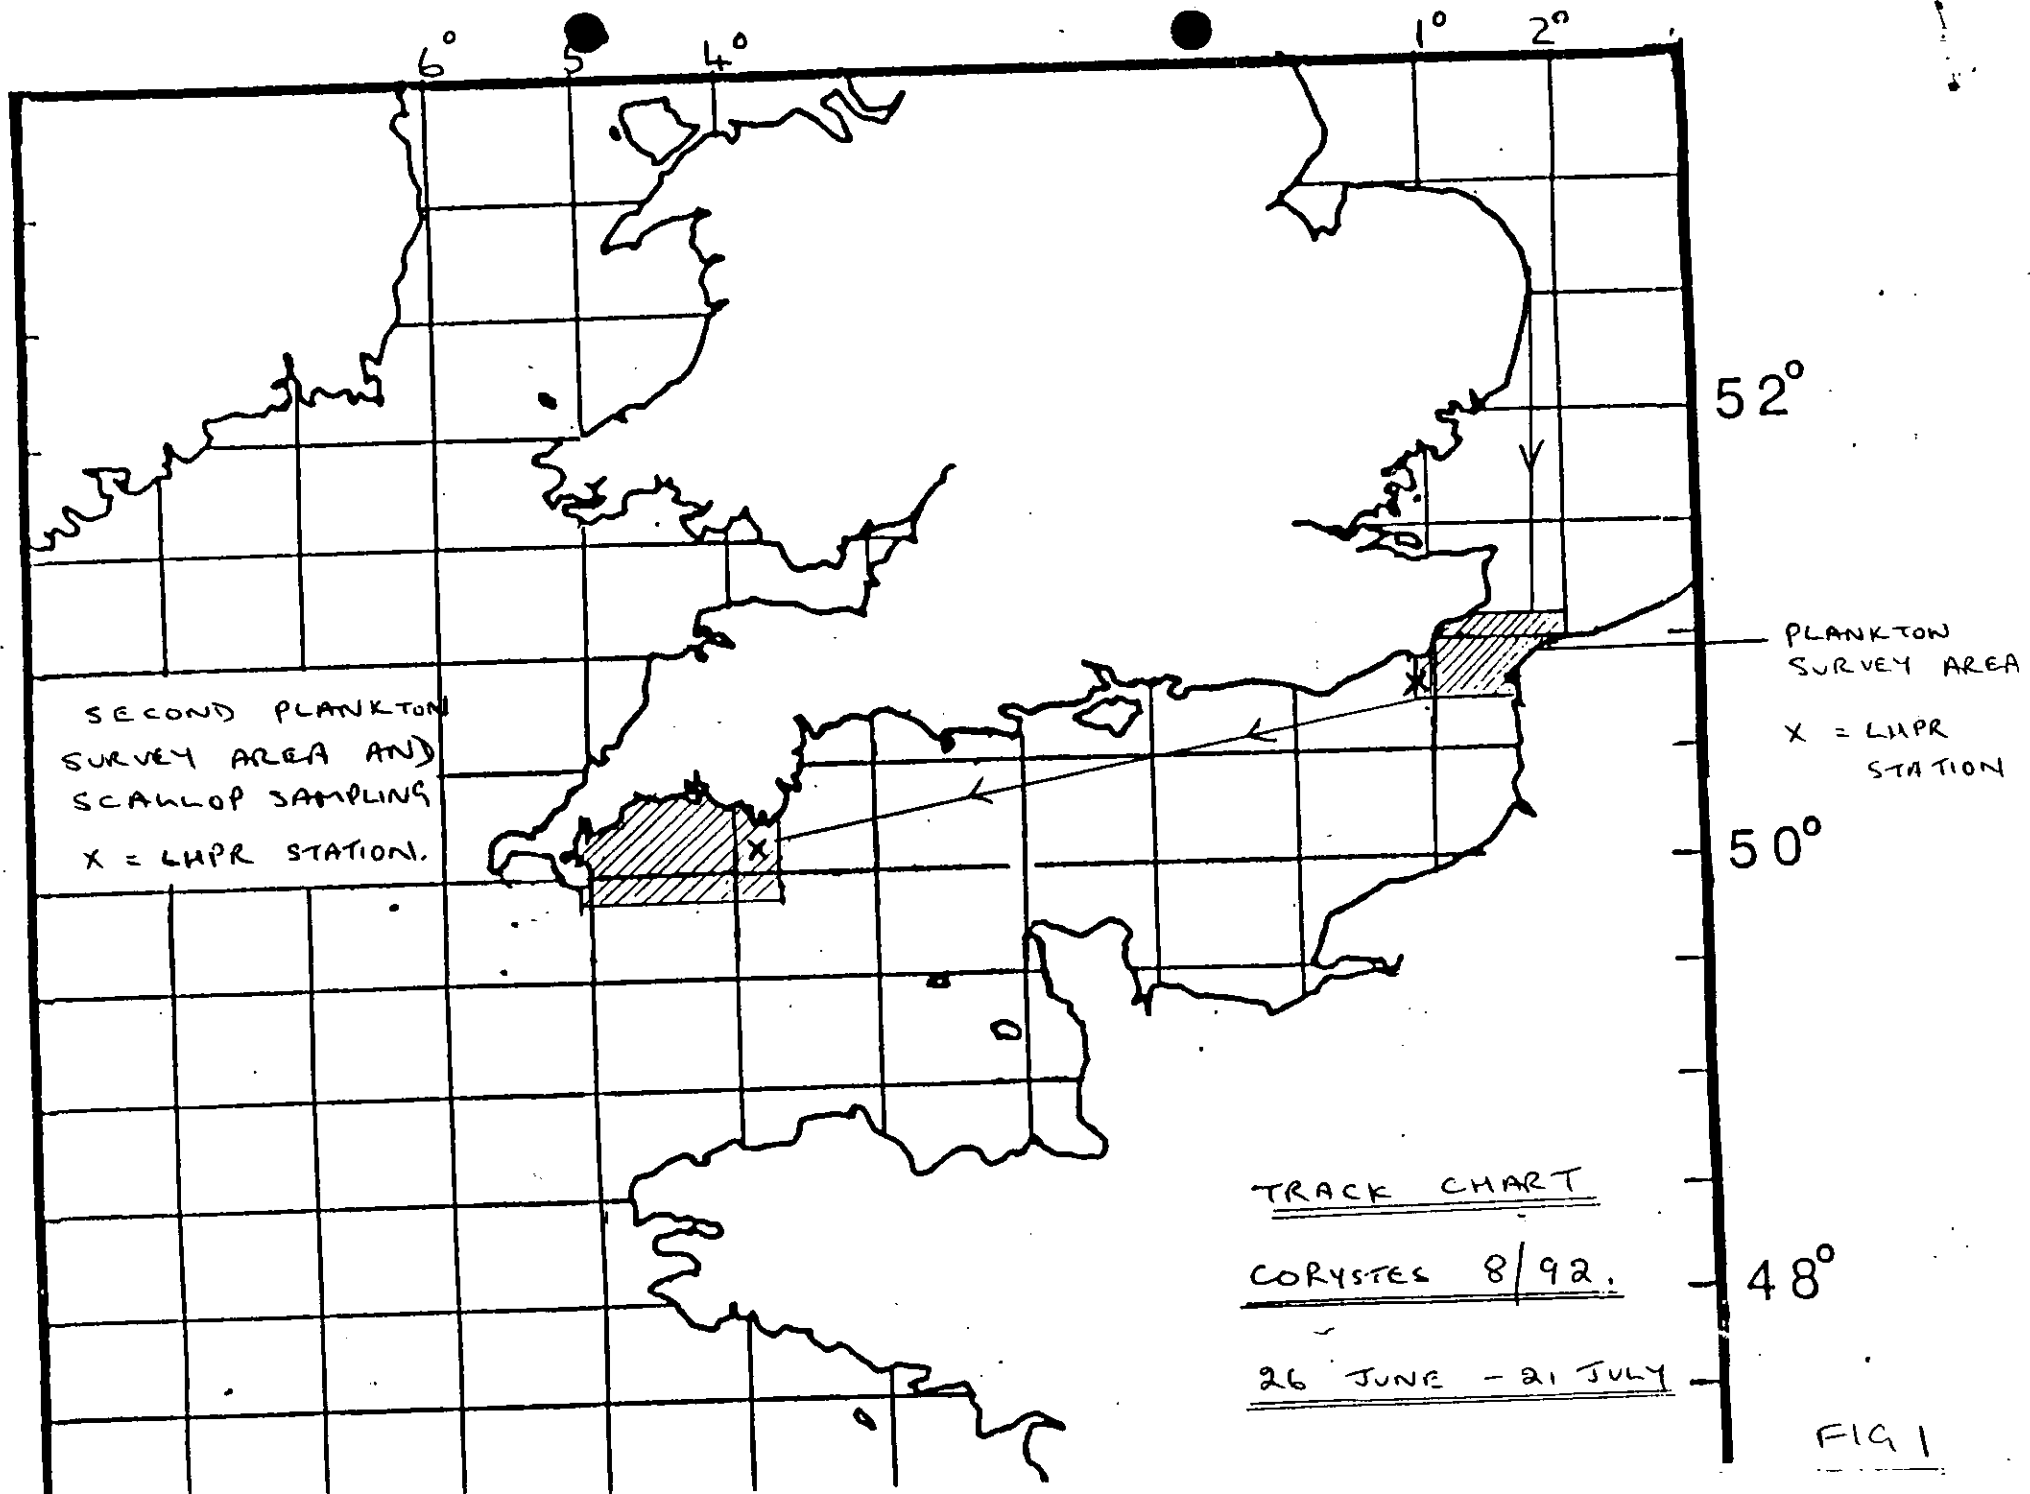 6° 5 4° 1° 2°
52°
PLANKTON
SURVEY AREA
X = LHPR
STATION
SECOND PLANKTON
SURVEY AREA AND
SCALLOP SAMPLING
X = LHPR STATION.
50°
TRACK CHART
CORYSTES 8/92.
48°
26 JUNE - 21 JULY
FIG 1